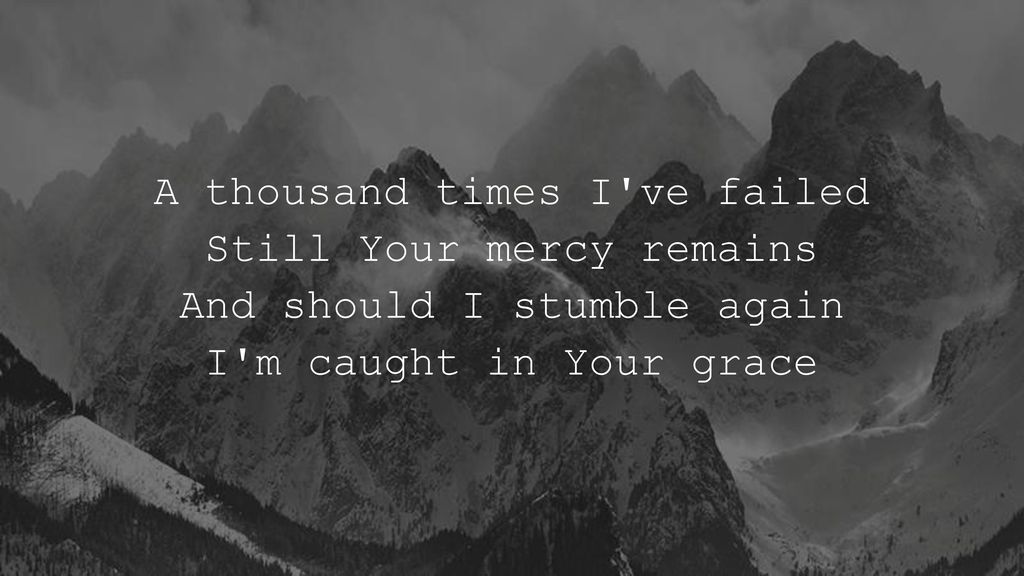 A thousand times I've failed
Still Your mercy remains
And should I stumble again
I'm caught in Your grace